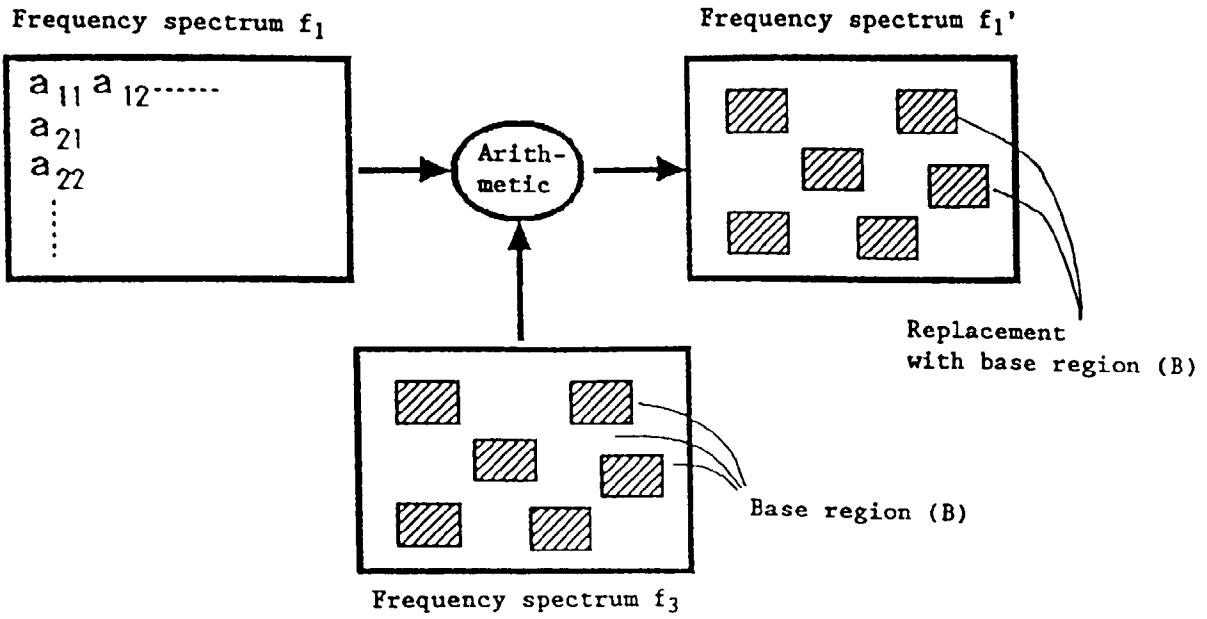 Frequency spectrum f1
Frequency spectrum f1'
a11 a12------
a21
a22
Arith-
metic
Replacement
with base region (B)
Base region (B)
Frequency spectrum f3